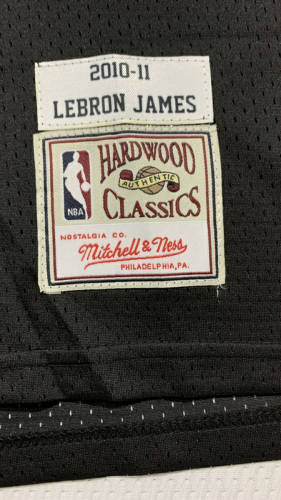 2010-11
LEBRON JAMES
HARDWOOD
AUTHENTIC
CLASSICS
NBA
NOSTALGIA CO.
Mitchell & Ness
PHILADELPHIA, PA.